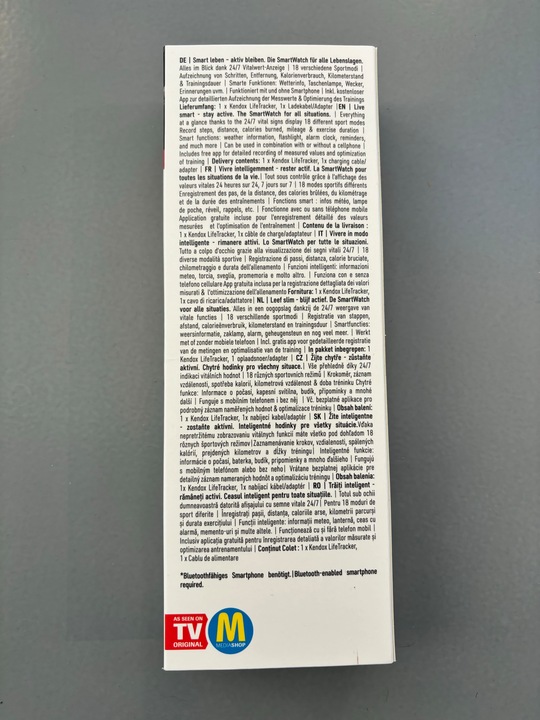 DE | Smart leben - aktiv bleiben. Die SmartWatch für alle Lebenslagen.
Alles im Blick dank 24/7 Vitalwert-Anzeige | 18 verschiedene Sportmodi |
Aufzeichnung von Schritten, Entfernung, Kalorienverbrauch, Kilometerstand
& Trainingsdauer | Smarte Funktionen: Wetterinfo, Taschenlampe, Wecker,
Erinnerungen uvm. | Funktioniert mit und ohne Smartphone | Inkl. kostenloser
App zur detaillierten Aufzeichnung der Messwerte & Optimierung des Trainings
Lieferumfang: 1 x Kendox LifeTracker, 1x Ladekabel/Adapter | EN | Live
smart - stay active. The SmartWatch for all situations. | Everything
at a glance thanks to the 24/7 vital signs display | 18 different sport modes
Record steps, distance, calories burned, mileage & exercise duration |
Smart functions: weather information, flashlight, alarm clock, reminders,
and much more | Can be used in combination with or without a cellphone |
Includes free app for detailed recording of measured values and optimization
of training | Delivery contents: 1 x Kendox LifeTracker, 1x charging cable/
adapter | FR | Vivre intelligemment - rester actif. La SmartWatch pour
toutes les situations de la vie. | Tout sous contrôle grâce à l'affichage des
valeurs vitales 24 heures sur 24, 7 jours sur 7 | 18 modes sportifs différents
Enregistrement des pas, de la distance, des calories brûlées, du kilométrage
et de la durée des entraînements | Fonctions smart : infos météo, lampe
de poche, réveil, rappels, etc. | Fonctionne avec ou sans téléphone mobile
Application gratuite incluse pour l'enregistrement détaillé des valeurs
mesurées et l'optimisation de l'entraînement | Contenu de la livraison :
1 x Kendox LifeTracker, 1x câble de charge/adaptateur | IT | Vivere in modo
intelligente - rimanere attivi. Lo SmartWatch per tutte le situazioni.
Tutto a colpo d'occhio grazie alla visualizzazione dei segni vitali 24/7 | 18
diverse modalità sportive | Registrazione di passi, distanza, calorie bruciate,
chilometraggio e durata dell'allenamento | Funzioni intelligenti: informazioni
meteo, torcia, sveglia, promemoria e molto altro. | Funziona con e senza
telefono cellulare App gratuita inclusa per la registrazione dettagliata dei valori
misurati & l'ottimizzazione dell'allenamento Fornitura: 1 x Kendox LifeTracker,
1x cavo di ricarica/adattatore | NL | Leef slim - blijf actief. De SmartWatch
voor alle situaties. Alles in een oogopslag dankzij de 24/7 weergave van
vitale functies | 18 verschillende sportmodi | Registratie van stappen,
afstand, calorieënverbruik, kilometerstand en trainingsduur | Smartfuncties:
weersinformatie, zaklamp, alarm, geheugensteun en nog veel meer. | Werkt
met of zonder mobiele telefoon | Incl. gratis app voor gedetailleerde registratie
van de metingen en optimalisatie van de training | In pakket inbegrepen: 1
x Kendox LifeTracker, 1 x oplaadsnoer/adapter | CZ | Žijte chytře - zůstaňte
aktivní. Chytré hodinky pro všechny situace. | Vše přehledně díky 24/7
indikaci vitálních hodnot | 18 různých sportovních režimů | Krokoměr, záznam
vzdálenosti, spotřeba kalorií, kilometrová vzdálenost & doba tréninku Chytré
funkce: Informace o počasí, kapesní svítilna, budík, připomínky a mnohé
další | Funguje s mobilním telefonem i bez něj | Vč. bezplatné aplikace pro
podrobný záznam naměřených hodnot & optimalizace tréninku | Obsah balení:
1 x Kendox LifeTracker, 1x nabíjecí kabel/adaptér | SK | Žite inteligentne
- zostaňte aktívni. Inteligentné hodinky pre všetky situácie. Vďaka
nepretržitému zobrazovaniu vitálnych funkcií máte všetko pod dohľadom 18
rôznych športových režimov | Zaznamenávanie krokov, vzdialenosti, spálených
kalórií, prejdených kilometrov a dĺžky tréningu | Inteligentné funkcie:
informácie o počasí, baterka, budík, pripomienky a mnoho ďalšieho | Fungujú
s mobilným telefónom alebo bez neho | Vrátane bezplatnej aplikácie pre
detailný záznam nameraných hodnôt a optimalizáciu tréningu | Obsah balenia:
1 x Kendox LifeTracker, 1x nabíjací kábel/adaptér | RO | Trăiți inteligent -
rămâneți activi. Ceasul inteligent pentru toate situațiile. | Totul sub ochii
dumneavoastră datorită afișajului cu semne vitale 24/7 | Pentru 18 moduri de
sport diferite | Înregistrați pașii, distanța, caloriile arse, kilometrii parcurși
și durata exercițiului | Funcții inteligente: informații meteo, lanternă, ceas cu
alarmă, memento-uri și multe altele. | Funcționează cu și fără telefon mobil |
Inclusiv aplicația gratuită pentru înregistrarea detaliată a valorilor măsurate și
optimizarea antrenamentului | Conținut Colet : 1 x Kendox LifeTracker,
1 x Cablu de alimentare
*Bluetoothfähiges Smartphone benötigt. | Bluetooth-enabled smartphone
required.
AS SEEN ON
TV
ORIGINAL
M
MEDIASHOP